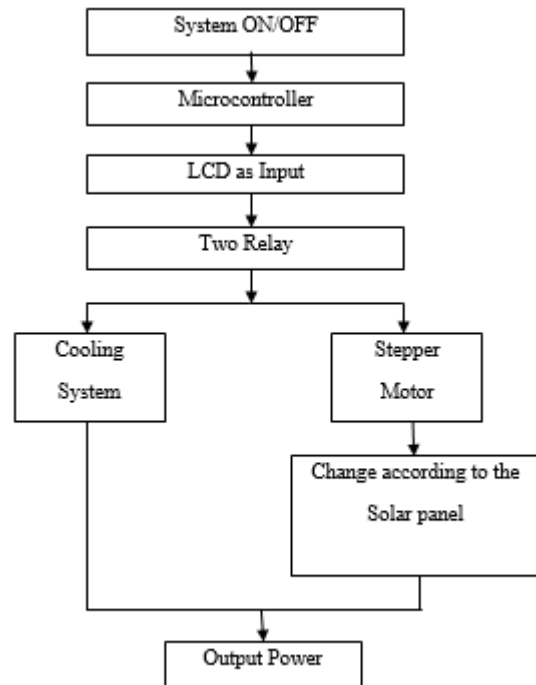 System ON/OFF
Microcontroller
LCD as Input
Two Relay
Cooling
System
Stepper
Motor
Change according to the
Solar panel
Output Power